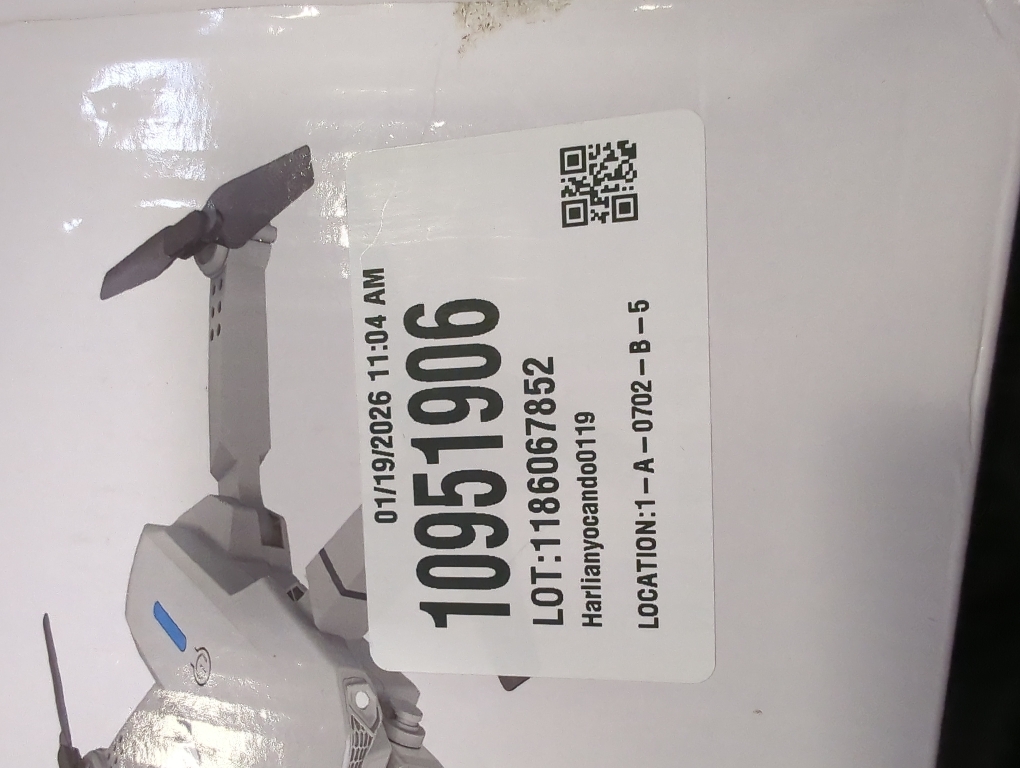 01/19/2026 11:04 AM
10951906
LOT:1186067852
Harlianyocando0119
LOCATION:1-A-0702-B-5